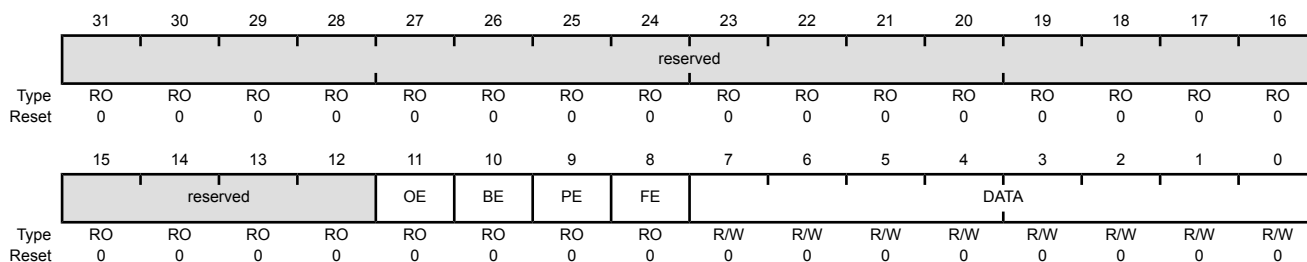 31 30 29 28 27 26 25 24 23 22 21 20 19 18 17 16
reserved
Type RO RO RO RO RO RO RO RO RO RO RO RO RO RO RO RO
Reset 0 0 0 0 0 0 0 0 0 0 0 0 0 0 0 0
15 14 13 12 11 10 9 8 7 6 5 4 3 2 1 0
reserved OE BE PE FE DATA
Type RO RO RO RO RO RO RO RO R/W R/W R/W R/W R/W R/W R/W R/W
Reset 0 0 0 0 0 0 0 0 0 0 0 0 0 0 0 0